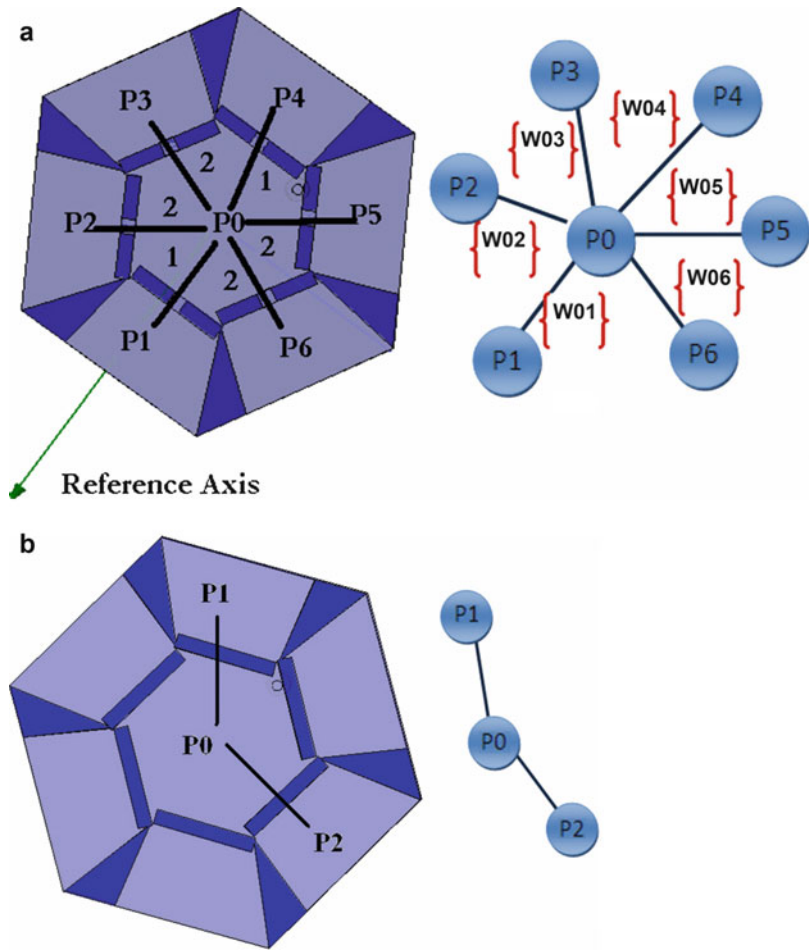 a
P3
P4
2
1
P2
2
P0
P5
1
2
2
P1
P6
Reference Axis
P3
P4
{W03}
{W04}
P2
{W05}
{W02}
P0
P5
{W01}
{W06}
P1
P6
b
P1
P0
P2
P1
P0
P2